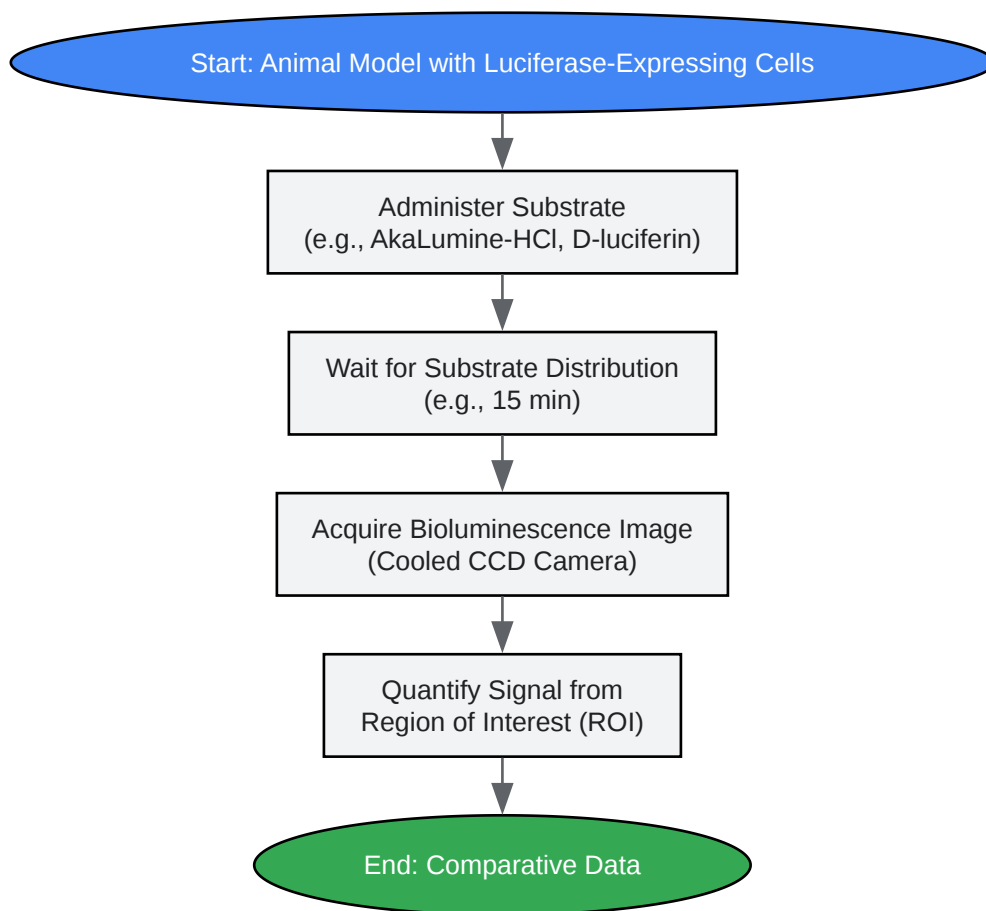 Start: Animal Model with Luciferase-Expressing Cells
Administer Substrate
(e.g., AkaLumine-HCl, D-luciferin)
Wait for Substrate Distribution
(e.g., 15 min)
Acquire Bioluminescence Image
(Cooled CCD Camera)
Quantify Signal from
Region of Interest (ROI)
End: Comparative Data